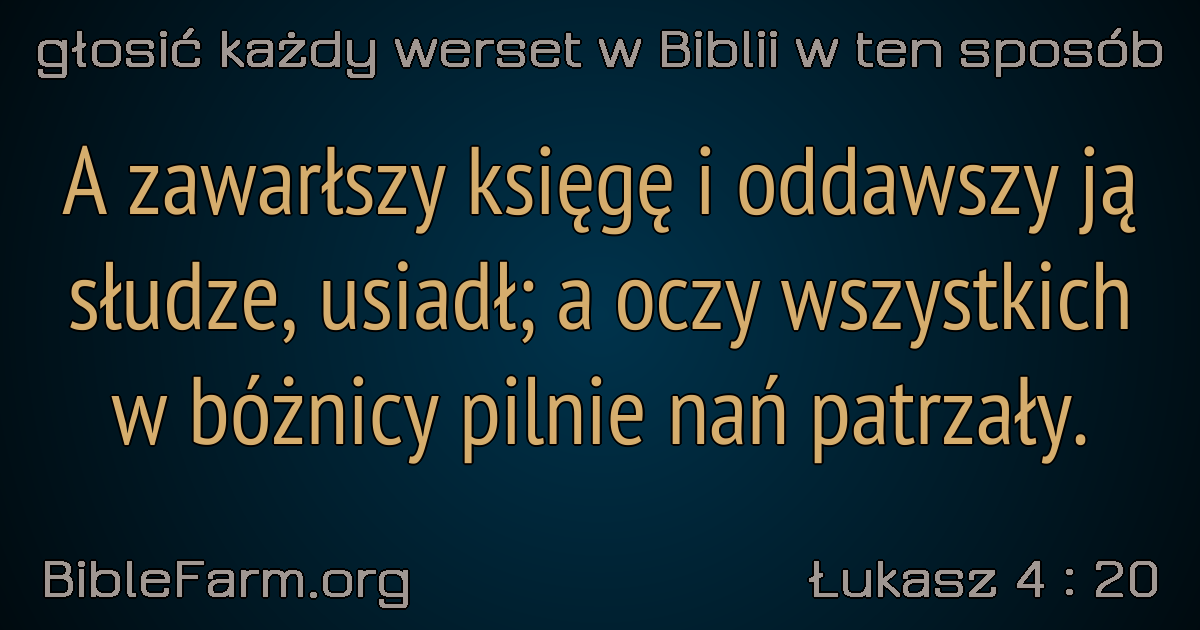 głosić każdy werset w Biblii w ten sposób
A zawarłszy księgę i oddawszy ją
słudze, usiadł; a oczy wszystkich
w bóżnicy pilnie nań patrzały.
BibleFarm.org
Łukasz 4 : 20